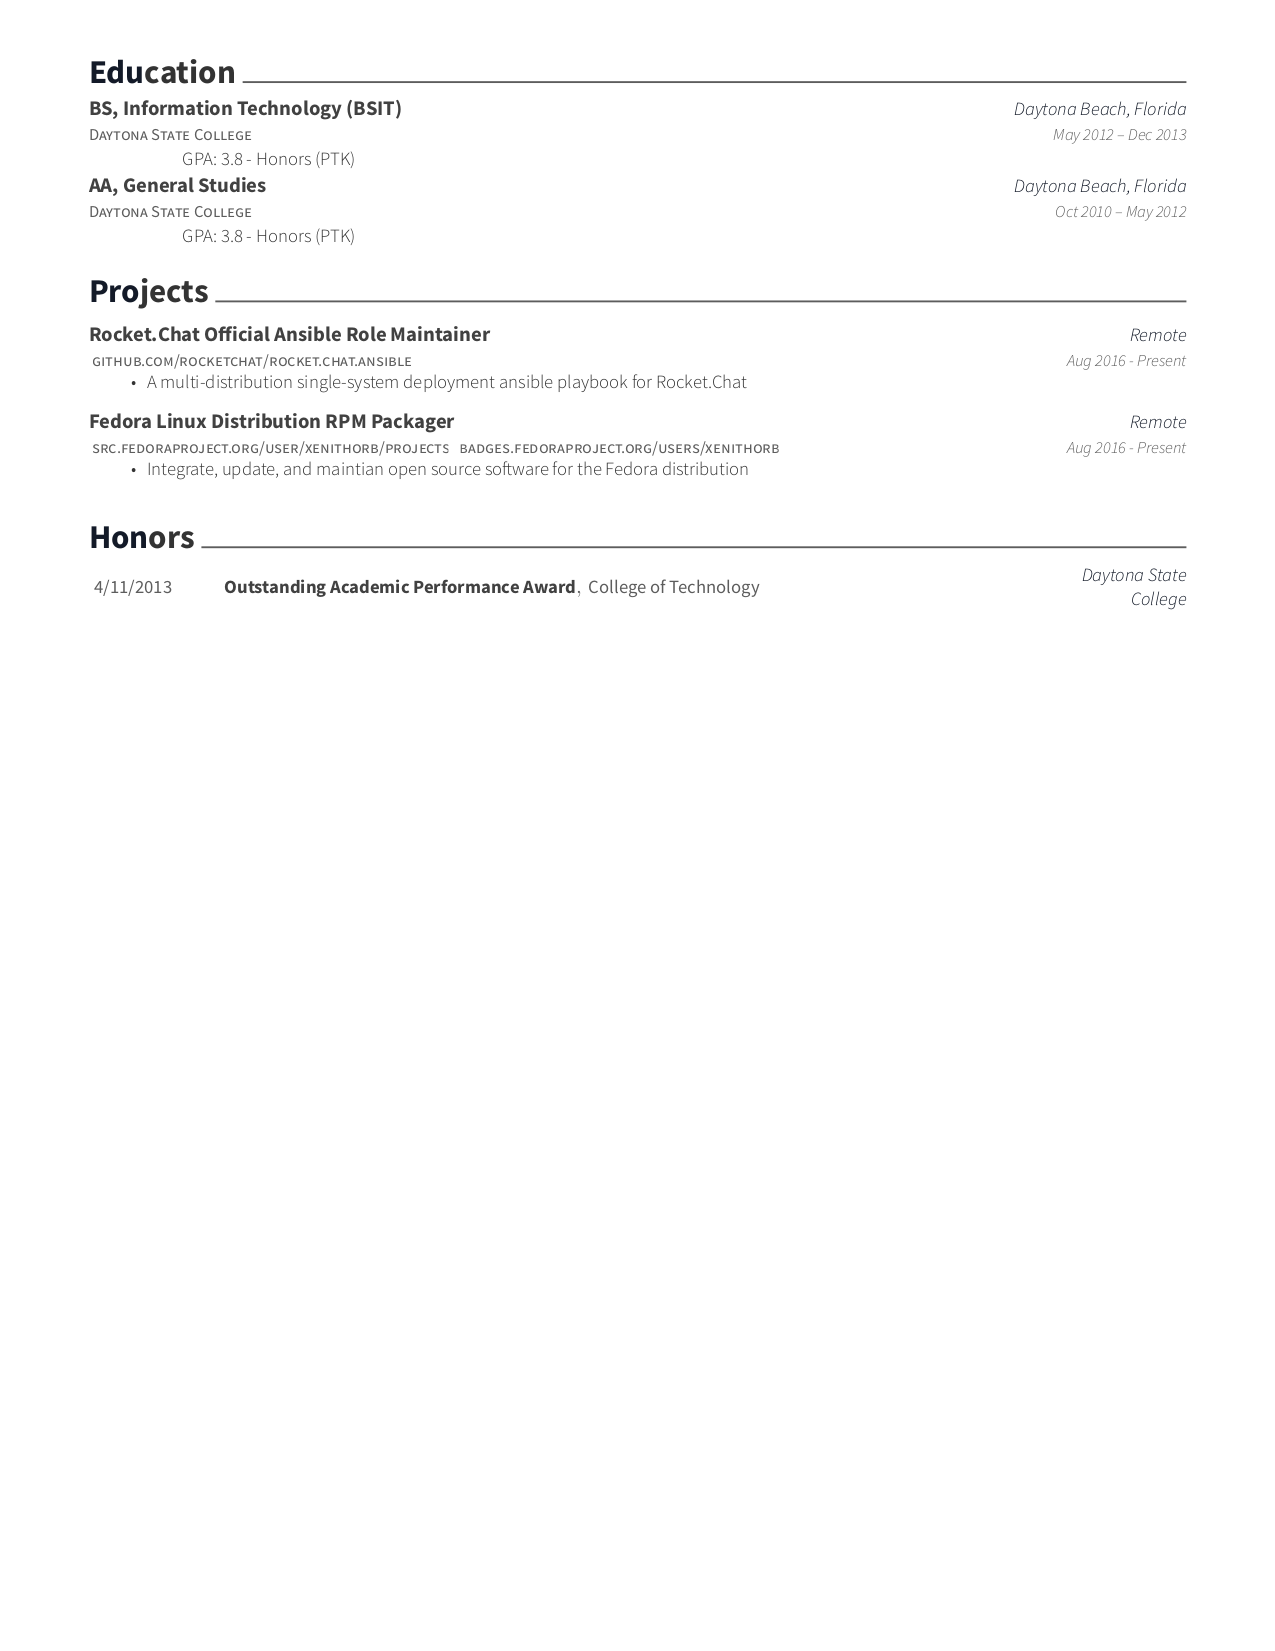 Education
BS, Information Technology (BSIT) Daytona Beach, Florida
Daytona State College May 2012 – Dec 2013
GPA: 3.8 - Honors (PTK)
AA, General Studies Daytona Beach, Florida
Daytona State College Oct 2010 – May 2012
GPA: 3.8 - Honors (PTK)
Projects
Rocket.Chat Official Ansible Role Maintainer Remote
github.com/RocketChat/Rocket.Chat.Ansible Aug 2016 - Present
• A multi-distribution single-system deployment ansible playbook for Rocket.Chat
Fedora Linux Distribution RPM Packager Remote
src.fedoraproject.org/user/xenithorb/projects badges.fedoraproject.org/users/xenithorb Aug 2016 - Present
• Integrate, update, and maintian open source software for the Fedora distribution
Honors
4/11/2013 Outstanding Academic Performance Award, College of Technology Daytona State
College